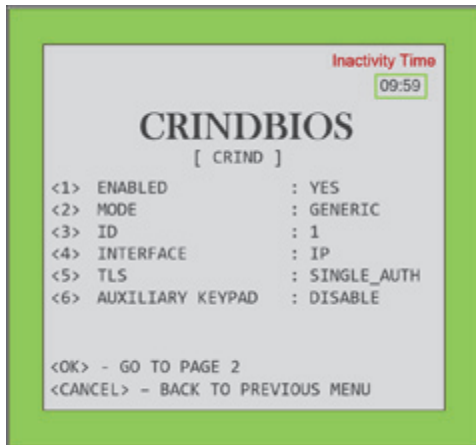 Inactivity Time
09:59
CRINDBIOS
[ CRIND ]
<1> ENABLED : YES
<2> MODE : GENERIC
<3> ID : 1
<4> INTERFACE : IP
<5> TLS : SINGLE_AUTH
<6> AUXILIARY KEYPAD : DISABLE
<OK> - GO TO PAGE 2
<CANCEL> – BACK TO PREVIOUS MENU